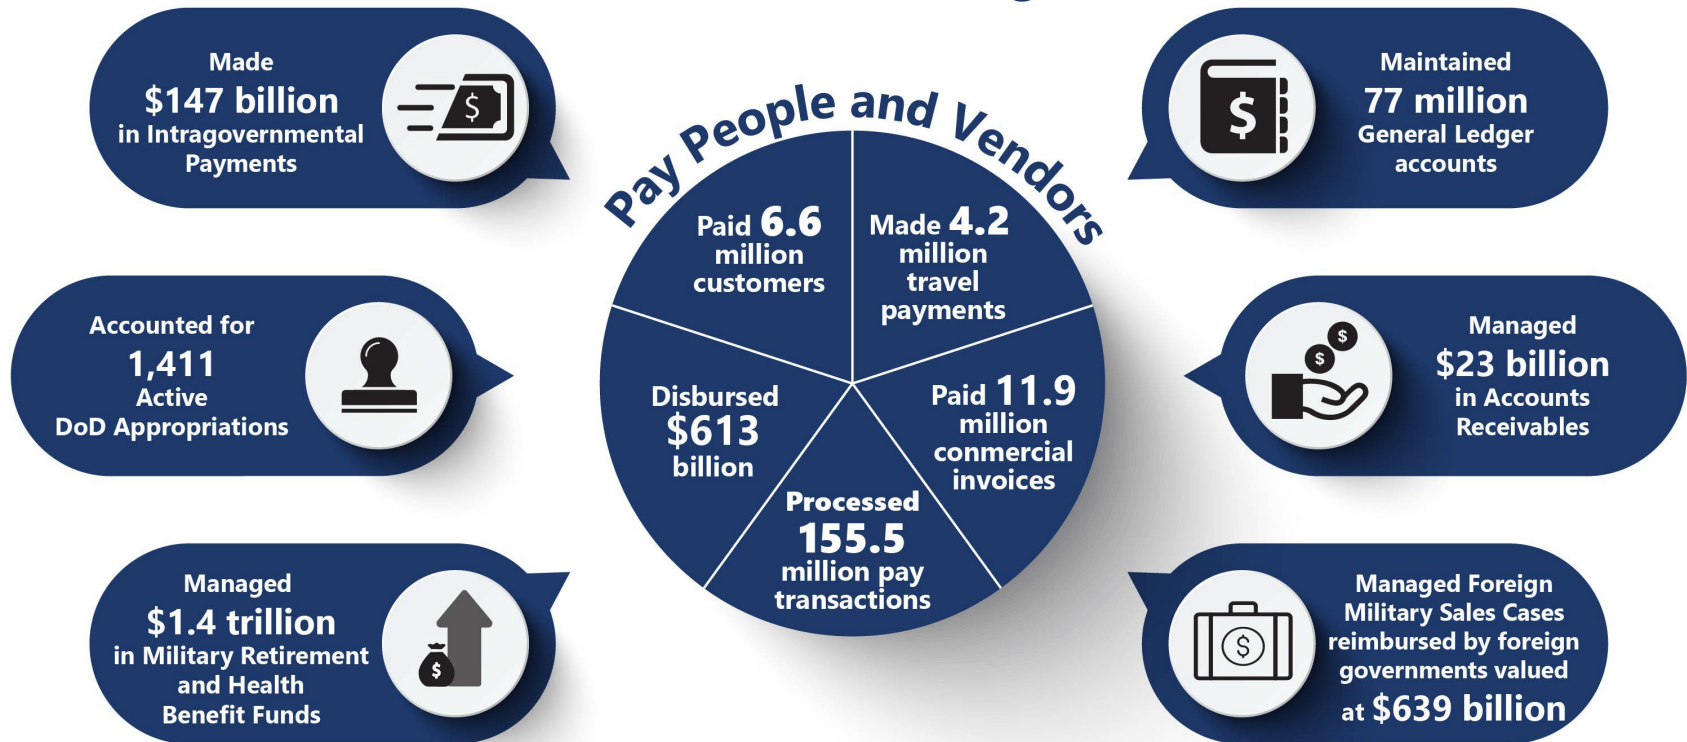 Made
$147 billion
in Intragovernmental
Payments
Accounted for
1,411
Active
DoD Appropriations
Managed
$1.4 trillion
in Military Retirement
and Health
Benefit Funds
Pay People and Vendors
Paid 6.6
million
customers
Made 4.2
million
travel
payments
Disbursed
$613
billion
Paid 11.9
million
conmercial
invoices
Processed
155.5
million pay
transactions
Maintained
77 million
General Ledger
accounts
Managed
$23 billion
in Accounts
Receivables
Managed Foreign
Military Sales Cases
reimbursed by foreign
governments valued
at $639 billion
$
$
$
$
$
$